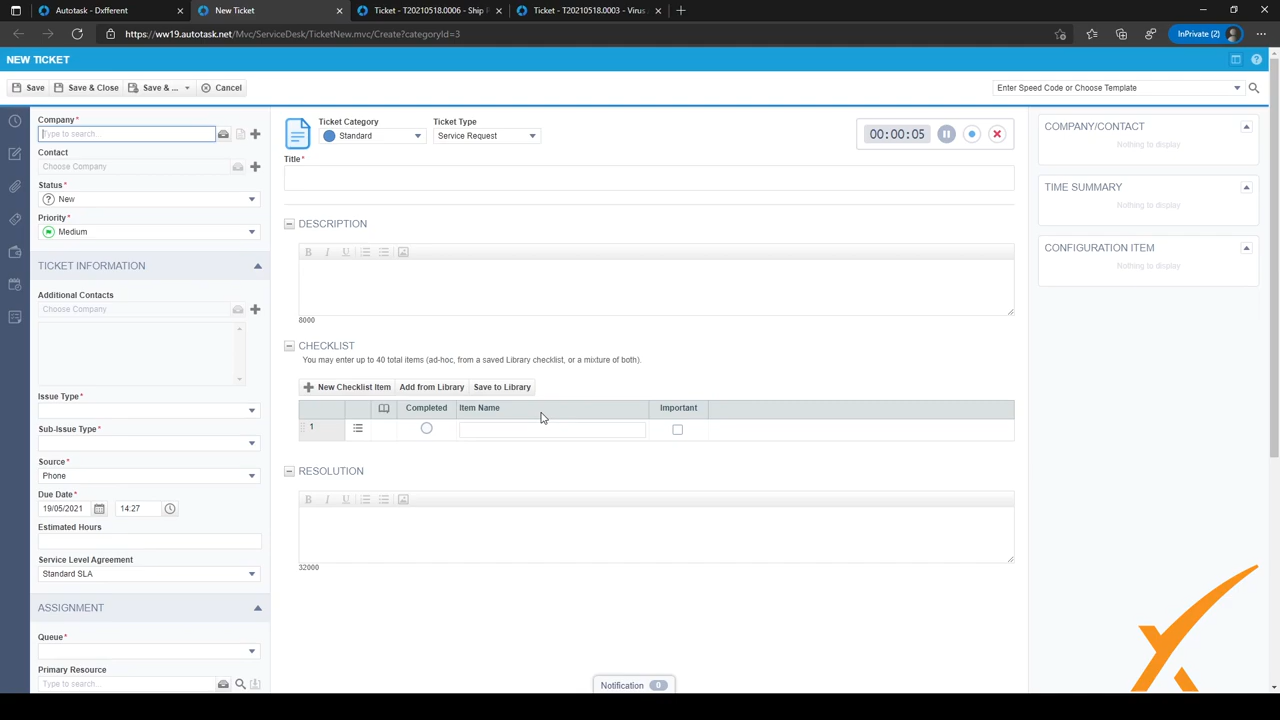 Autotask - Different
New Ticket
Ticket - T20210518.0006 - Ship P
Ticket - T20210518.0003 - Virus
https://ww19.autotask.net/Mvc/ServiceDesk/TicketNew.mvc/Create?categoryId=3
InPrivate (2)
NEW TICKET
Save
Save & Close
Save & ...
Cancel
Enter Speed Code or Choose Template
Company*
Type to search...
Contact
Choose Company
Status*
New
Priority*
Medium
TICKET INFORMATION
Additional Contacts
Choose Company
Issue Type*
Sub-Issue Type*
Source*
Phone
Due Date*
19/05/2021
14:27
Estimated Hours
Service Level Agreement
Standard SLA
ASSIGNMENT
Queue*
Primary Resource
Type to search...
Ticket Category
Standard
Ticket Type
Service Request
00:00:05
Title*
DESCRIPTION
B I U
8000
CHECKLIST
You may enter up to 40 total items (ad-hoc, from a saved Library checklist, or a mixture of both).
New Checklist Item
Add from Library
Save to Library
Completed
Item Name
Important
1
RESOLUTION
B I U
32000
Notification 0
COMPANY/CONTACT
Nothing to display
TIME SUMMARY
Nothing to display
CONFIGURATION ITEM
Nothing to display